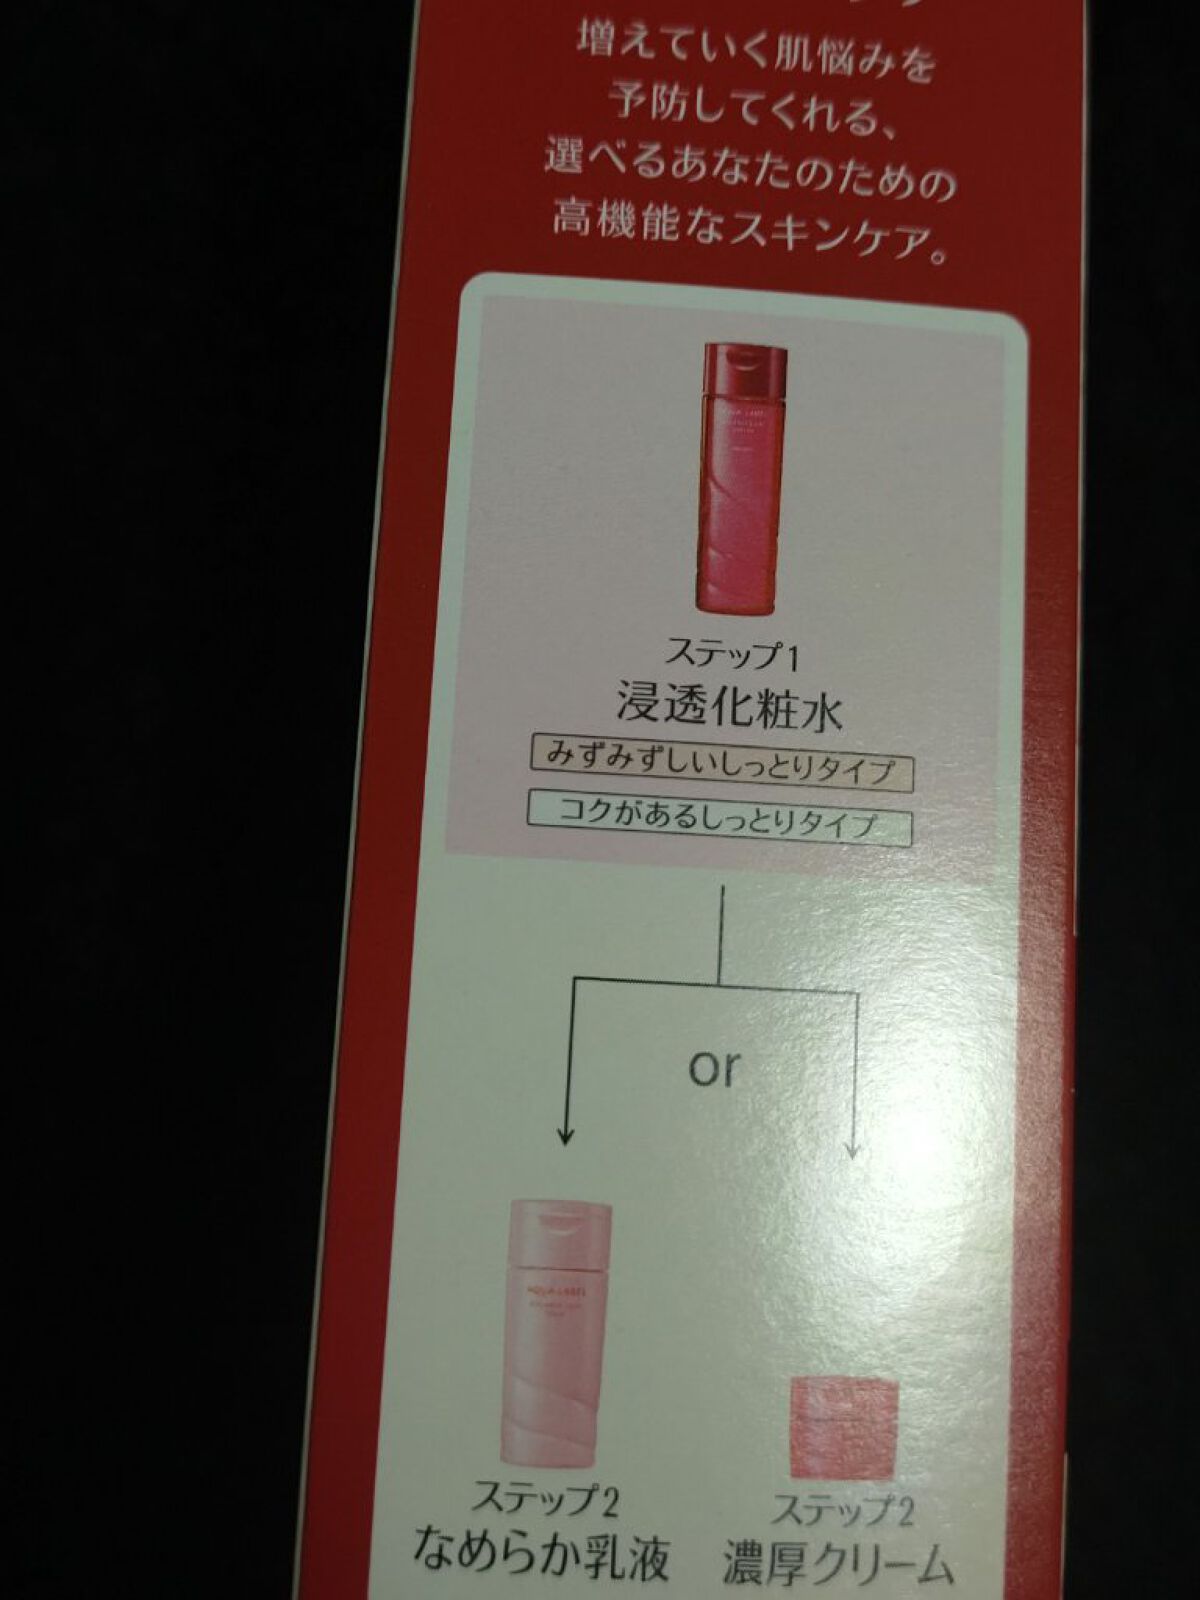 増えていく肌悩みを
予防してくれる、
選べるあなたのための
高機能なスキンケア。
ステップ1
浸透化粧水
みずみずしいしっとりタイプ
コクがあるしっとりタイプ
or
ステップ2
なめらか乳液
ステップ2
濃厚クリーム